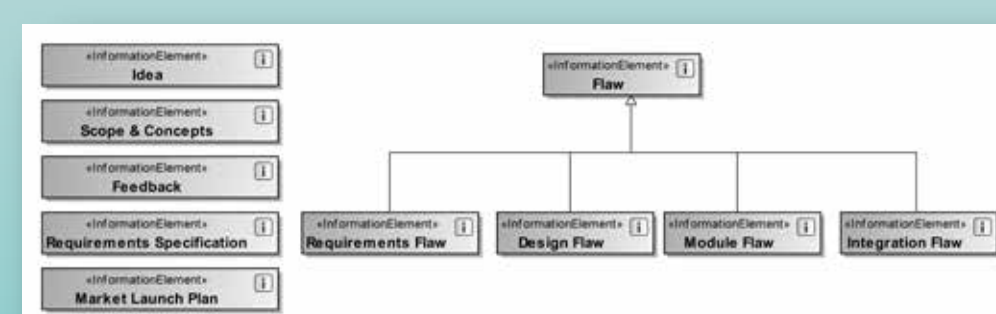 «InformationElement»
Idea
«InformationElement»
Scope & Concepts
«InformationElement»
Feedback
«InformationElement»
Requirements Specification
«InformationElement»
Market Launch Plan
«InformationElement»
Flaw
«InformationElement»
Requirements Flaw
«InformationElement»
Design Flaw
«InformationElement»
Module Flaw
«InformationElement»
Integration Flaw